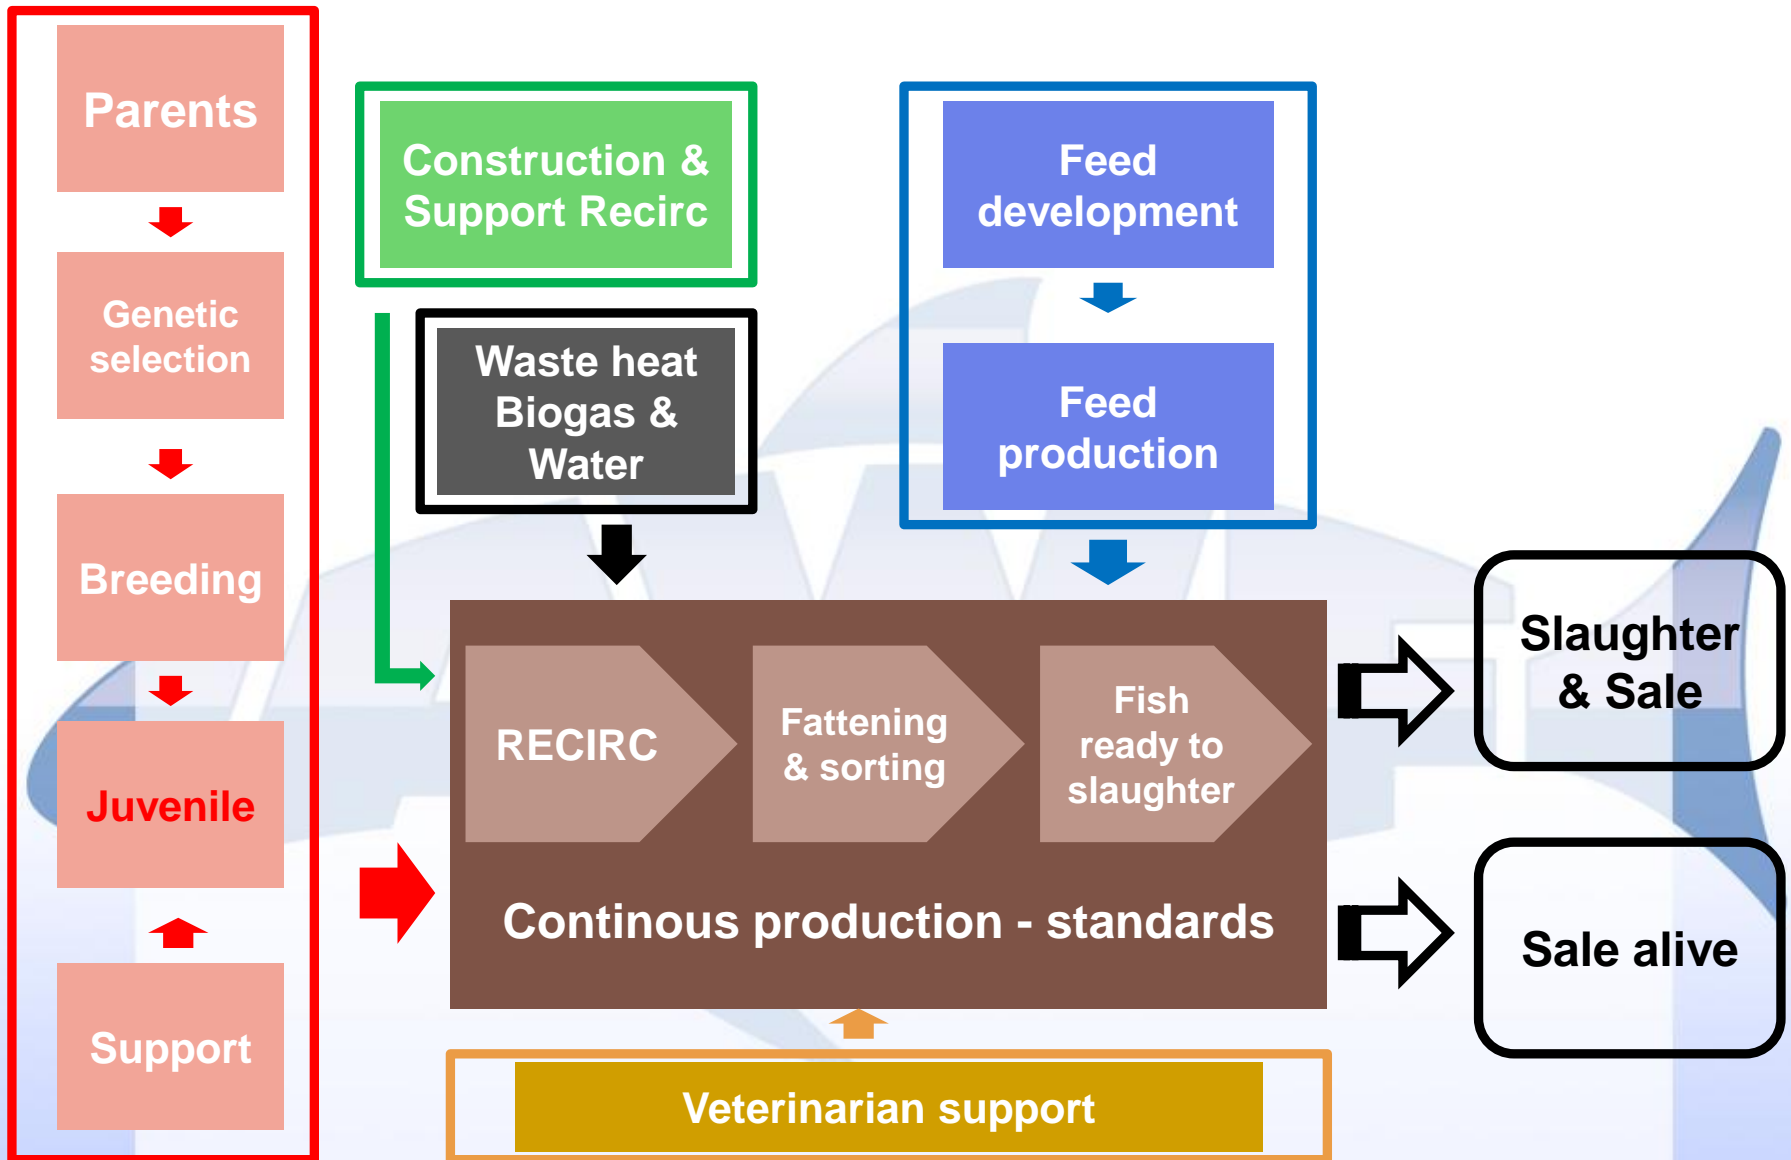 Parents
Genetic
selection
Breeding
Juvenile
Support
Construction &
Support Recirc
Waste heat
Biogas &
Water
Feed
development
Feed
production
RECIRC
Fattening
& sorting
Fish
ready to
slaughter
Continous production - standards
Veterinarian support
Slaughter
& Sale
Sale alive